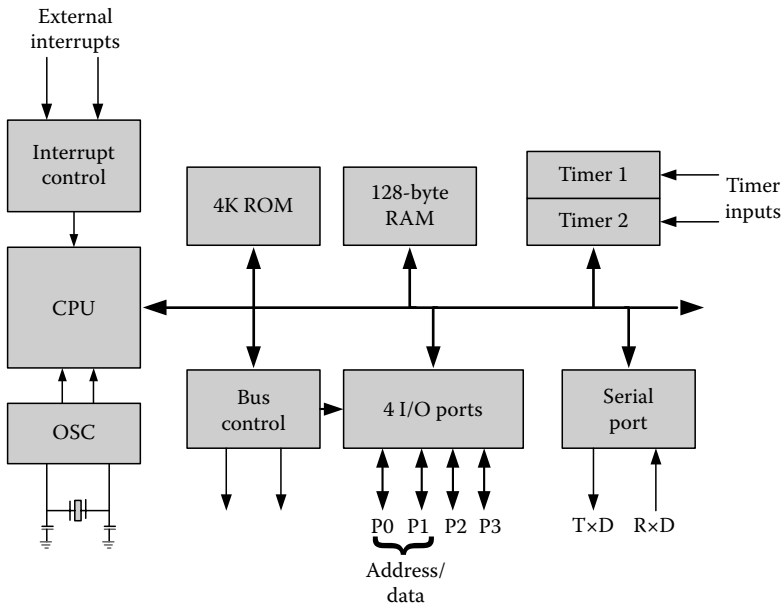 External
interrupts
Interrupt
control
4K ROM
128-byte
RAM
Timer 1
Timer 2
Timer
inputs
CPU
OSC
Bus
control
4 I/O ports
Serial
port
P0
P1
P2
P3
T×D
R×D
Address/
data